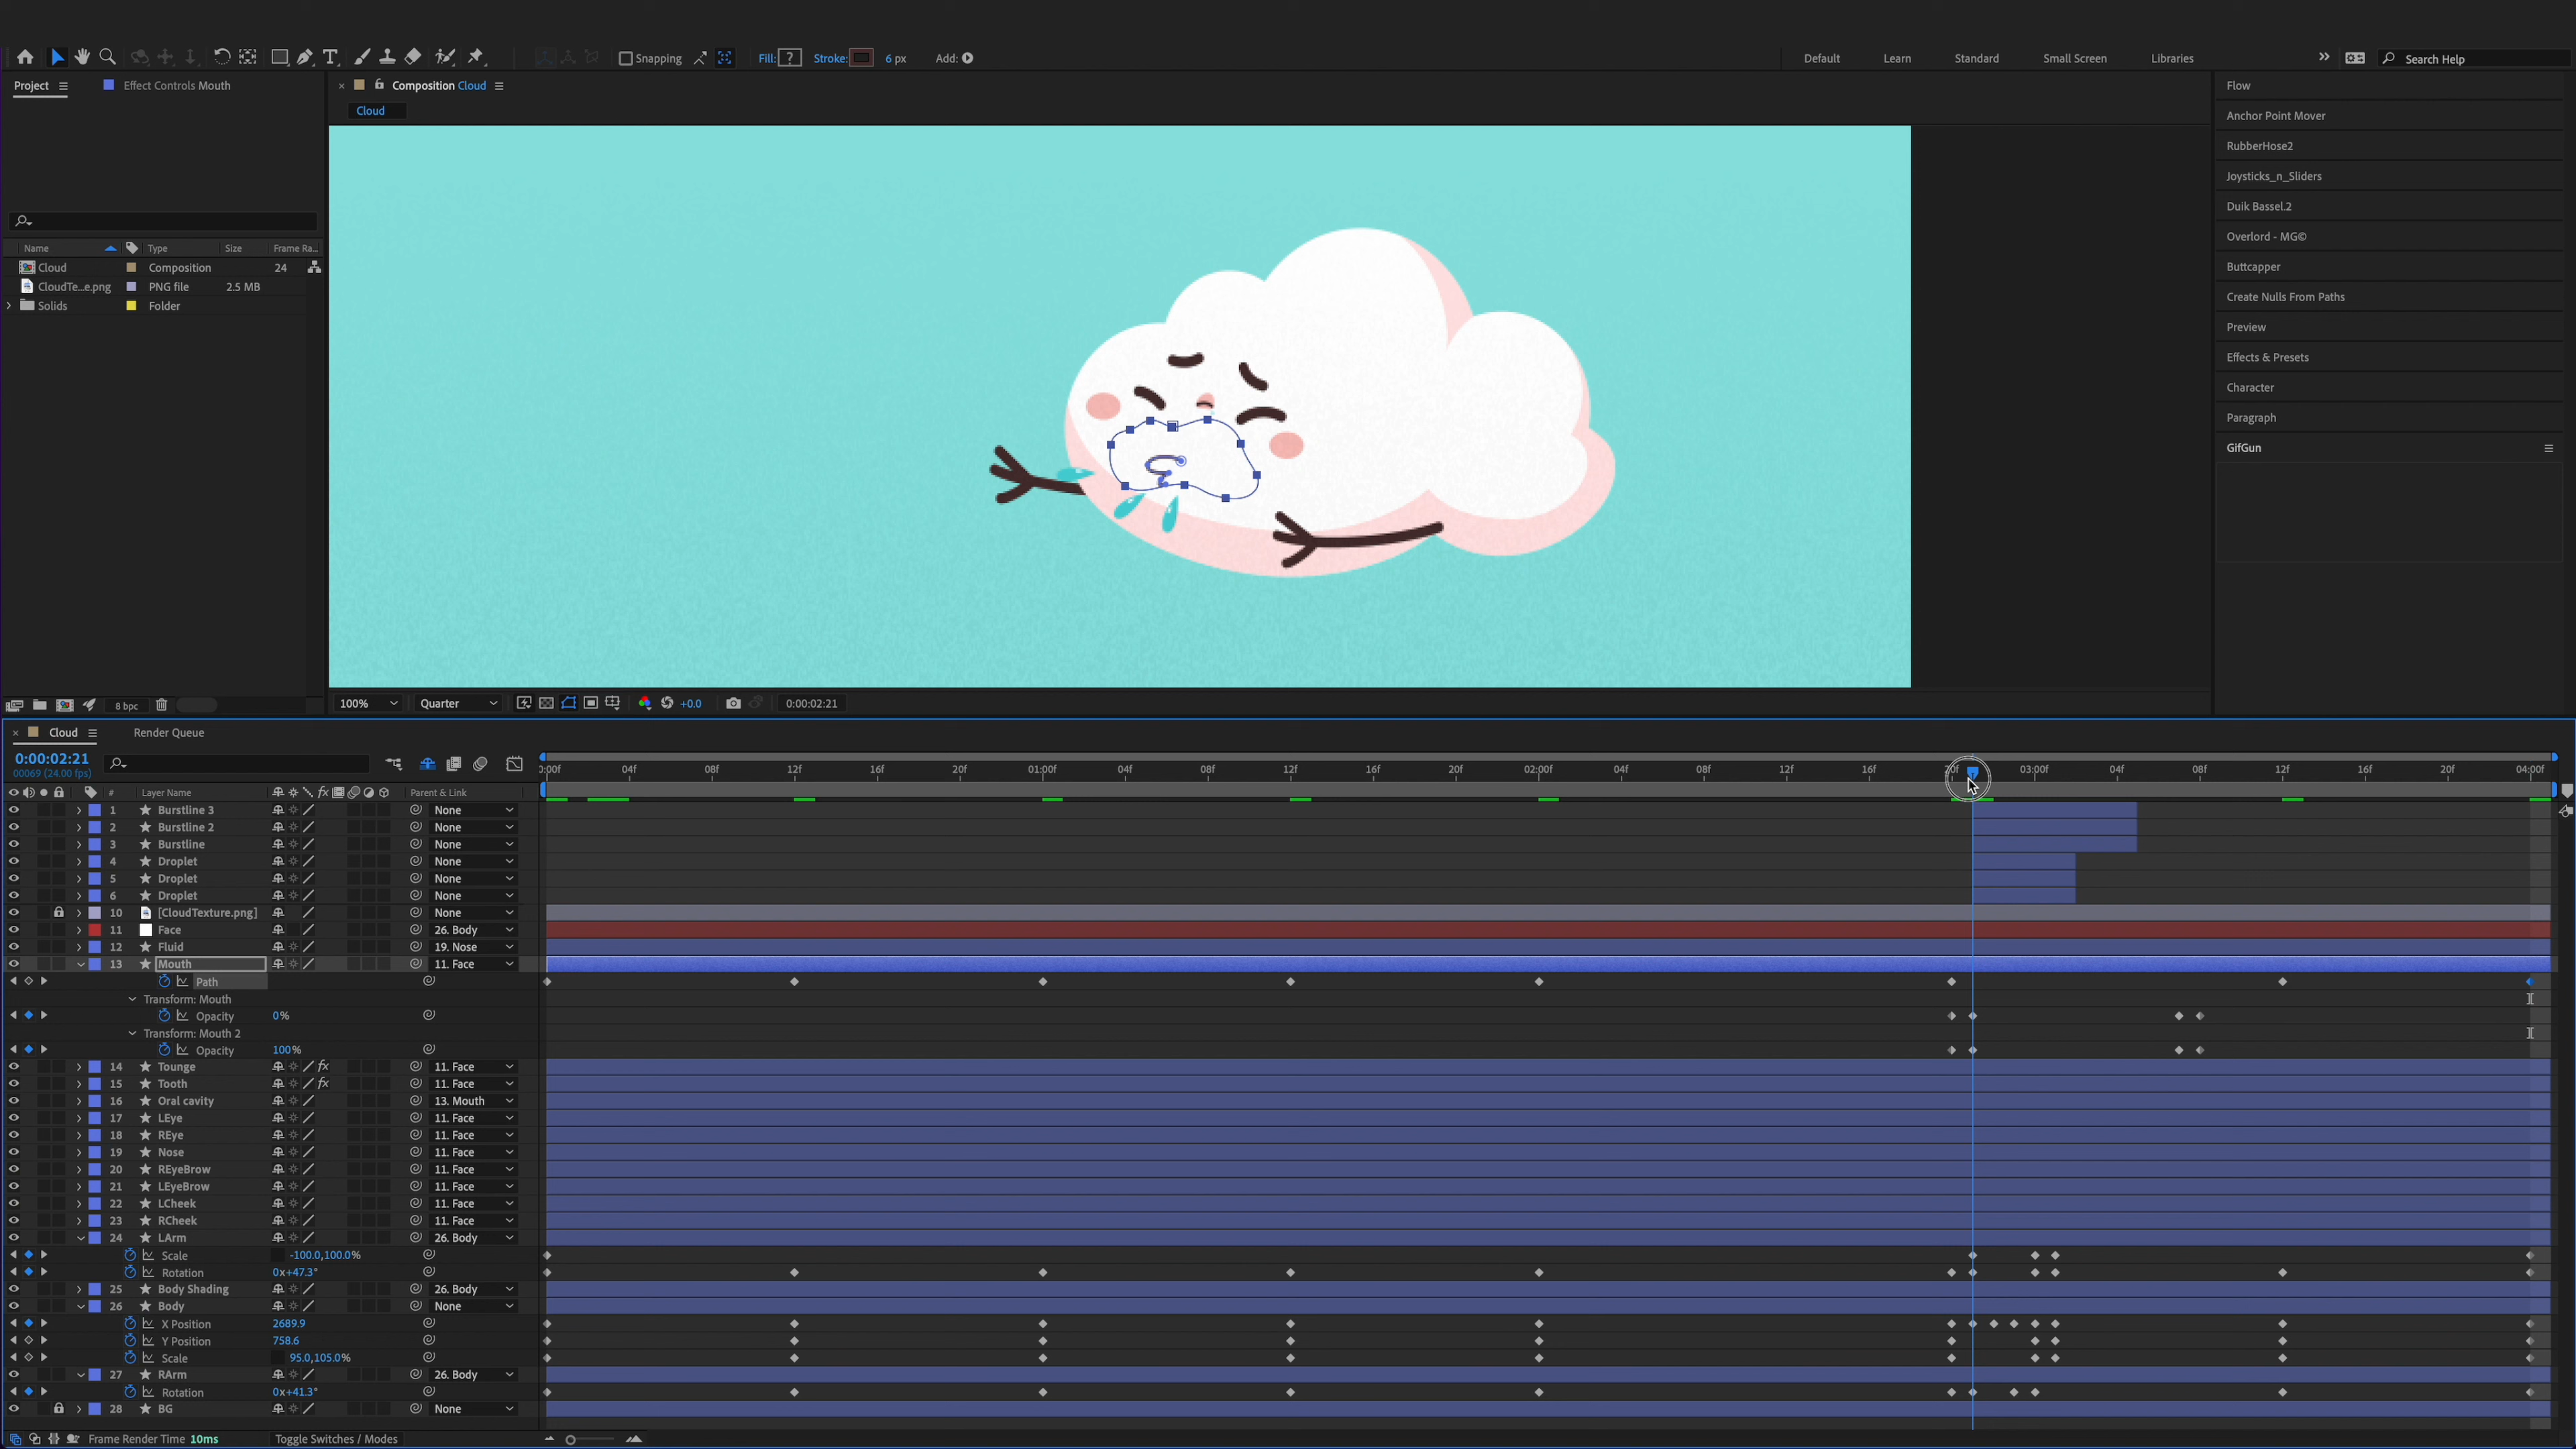 Snapping Fill: ? Stroke: 6 px Add: Default Learn Standard Small Screen Libraries Search Help
Project Effect Controls Mouth
Composition Cloud
Cloud
Name Type Size Frame Ra...
Cloud Composition 24
CloudTe...e.png PNG file 2.5 MB
Solids Folder
8 bpc
100% Quarter +0.0 0:00:02:21
Flow
Anchor Point Mover
RubberHose2
Joysticks_n_Sliders
Duik Bassel.2
Overlord - MG©
Buttcapper
Create Nulls From Paths
Preview
Effects & Presets
Character
Paragraph
GifGun
Cloud Render Queue
0:00:02:21
00069 (24.00 fps)
0:00f 04f 08f 12f 16f 20f 01:00f 04f 08f 12f 16f 20f 02:00f 04f 08f 12f 16f 20f 03:00f 04f 08f 12f 16f 20f 04:00f
# Layer Name fx Parent & Link
1 Burstline 3 None
2 Burstline 2 None
3 Burstline None
4 Droplet None
5 Droplet None
6 Droplet None
10 [CloudTexture.png] None
11 Face 26. Body
12 Fluid 19. Nose
13 Mouth 11. Face
Path
Transform: Mouth
Opacity 0%
Transform: Mouth 2
Opacity 100%
14 Tounge fx 11. Face
15 Tooth fx 11. Face
16 Oral cavity 13. Mouth
17 LEye 11. Face
18 REye 11. Face
19 Nose 11. Face
20 REyeBrow 11. Face
21 LEyeBrow 11. Face
22 LCheek 11. Face
23 RCheek 11. Face
24 LArm 26. Body
Scale -100.0,100.0%
Rotation 0x+47.3°
25 Body Shading 26. Body
26 Body None
X Position 2689.9
Y Position 758.6
Scale 95.0,105.0%
27 RArm 26. Body
Rotation 0x+41.3°
28 BG None
Frame Render Time 10ms Toggle Switches / Modes